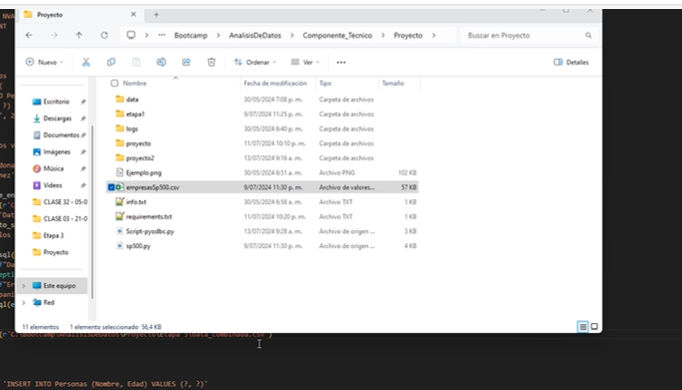 Proyecto
Bootcamp > AnalisisDeDatos > Componente_Tecnico > Proyecto >
Buscar en Proyecto
Nuevo
Ordenar
Ver
Detalles
Nombre Fecha de modificación Tipo Tamaño
Escritorio
Descargas
Documentos
Imágenes
Música
Videos
CLASE 32 - 05-0
CLASE 03 - 21-0
Etapa 3
Proyecto
Este equipo
Red
data 30/05/2024 7:08 p. m. Carpeta de archivos
etapa1 9/07/2024 11:25 p. m. Carpeta de archivos
logs 30/05/2024 6:40 p. m. Carpeta de archivos
proyecto 11/07/2024 10:10 p. m. Carpeta de archivos
proyecto2 13/07/2024 9:16 a. m. Carpeta de archivos
Ejemplo.png 30/05/2024 6:51 a. m. Archivo PNG 102 KB
empresasSp500.csv 9/07/2024 11:30 p. m. Archivo de valores... 57 KB
info.txt 30/05/2024 6:58 a. m. Archivo TXT 1 KB
requirements.txt 11/07/2024 10:20 p. m. Archivo TXT 1 KB
Script-pyodbc.py 13/07/2024 9:28 a. m. Archivo de origen ... 3 KB
sp500.py 9/07/2024 11:30 p. m. Archivo de origen ... 4 KB
11 elementos 1 elemento seleccionado 56,4 KB
'INSERT INTO Personas (Nombre, Edad) VALUES (?, ?)'